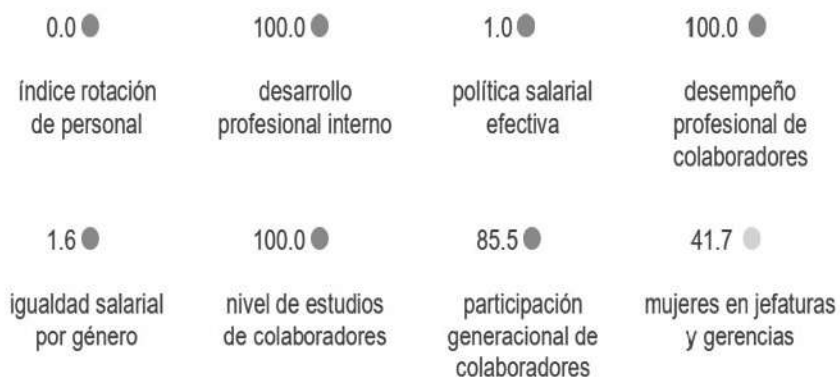 0.0
índice rotación
de personal
100.0
desarrollo
profesional interno
1.0
política salarial
efectiva
100.0
desempeño
profesional de
colaboradores
1.6
igualdad salarial
por género
100.0
nivel de estudios
de colaboradores
85.5
participación
generacional de
colaboradores
41.7
mujeres en jefaturas
y gerencias